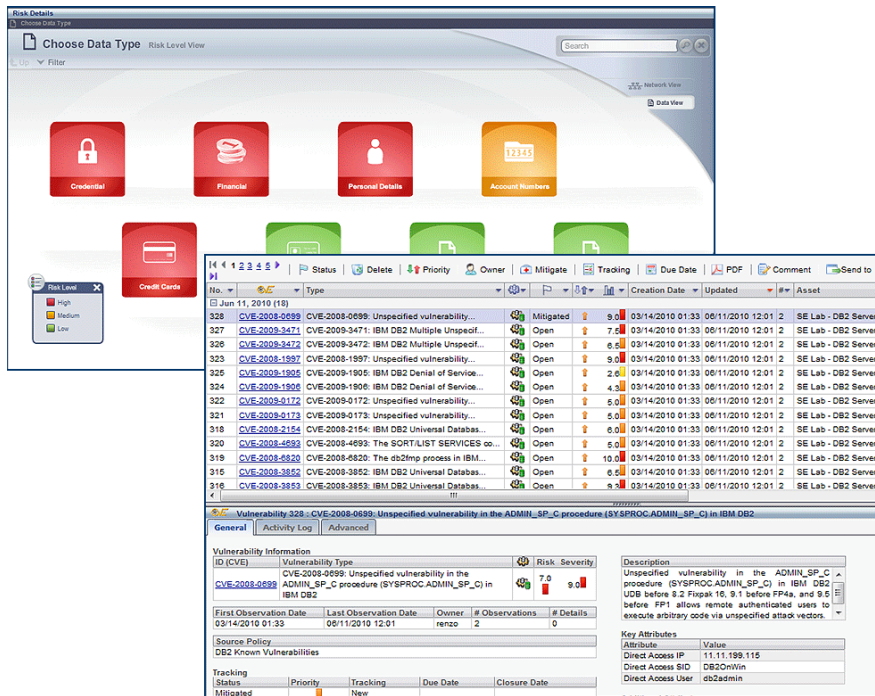 Risk Details
Choose Data Type
Choose Data Type Risk Level View
Search
Up Filter
Network View
Data View
Credential
Financial
Personal Details
12345
Account Numbers
Credit Cards
Risk Level X
High
Medium
Low
1 2 3 4 5 Status Delete Priority Owner Mitigate Tracking Due Date PDF Comment Send to
No. Type Creation Date Updated # Asset
Jun 11, 2010 (18)
328 CVE-2008-0699 CVE-2008-0699: Unspecified vulnerability... Mitigated 9.0 03/14/2010 01:33 06/11/2010 12:01 2 SE Lab - DB2 Server
327 CVE-2009-3471 CVE-2009-3471: IBM DB2 Multiple Unspecif... Open 7.5 03/14/2010 01:33 06/11/2010 12:01 2 SE Lab - DB2 Server
326 CVE-2009-3472 CVE-2009-3472: IBM DB2 Multiple Unspecif... Open 6.5 03/14/2010 01:33 06/11/2010 12:01 2 SE Lab - DB2 Server
323 CVE-2008-1997 CVE-2008-1997: Unspecified vulnerability... Open 9.0 03/14/2010 01:33 06/11/2010 12:01 2 SE Lab - DB2 Server
325 CVE-2009-1905 CVE-2009-1905: IBM DB2 Denial of Service... Open 2.6 03/14/2010 01:33 06/11/2010 12:01 2 SE Lab - DB2 Server
324 CVE-2009-1906 CVE-2009-1906: IBM DB2 Denial of Service... Open 4.3 03/14/2010 01:33 06/11/2010 12:01 2 SE Lab - DB2 Server
322 CVE-2009-0172 CVE-2009-0172: Unspecified vulnerability... Open 5.0 03/14/2010 01:33 06/11/2010 12:01 2 SE Lab - DB2 Server
321 CVE-2009-0173 CVE-2009-0173: Unspecified vulnerability... Open 5.0 03/14/2010 01:33 06/11/2010 12:01 2 SE Lab - DB2 Server
318 CVE-2008-2154 CVE-2008-2154: IBM DB2 Universal Databas... Open 6.0 03/14/2010 01:33 06/11/2010 12:01 2 SE Lab - DB2 Server
320 CVE-2008-4693 CVE-2008-4693: The SORT/LIST SERVICES co... Open 5.0 03/14/2010 01:33 06/11/2010 12:01 2 SE Lab - DB2 Server
319 CVE-2008-6820 CVE-2008-6820: The db2fmp process in IBM... Open 10.0 03/14/2010 01:33 06/11/2010 12:01 2 SE Lab - DB2 Server
315 CVE-2008-3852 CVE-2008-3852: IBM DB2 Universal Databas... Open 6.5 03/14/2010 01:33 06/11/2010 12:01 2 SE Lab - DB2 Server
316 CVE-2008-3853 CVE-2008-3853: IBM DB2 Universal Databas... Open 9.3 03/14/2010 01:33 06/11/2010 12:01 2 SE Lab - DB2 Server
Vulnerability 328 : CVE-2008-0699: Unspecified vulnerability in the ADMIN_SP_C procedure (SYSPROC.ADMIN_SP_C) in IBM DB2
General Activity Log Advanced
Vulnerability Information
ID (CVE) Vulnerability Type Risk Severity
CVE-2008-0699 CVE-2008-0699: Unspecified vulnerability in the
ADMIN_SP_C procedure (SYSPROC.ADMIN_SP_C) in
IBM DB2
7.0 9.0
First Observation Date Last Observation Date Owner # Observations # Details
03/14/2010 01:33 06/11/2010 12:01 renzo 2 0
Source Policy
DB2 Known Vulnerabilities
Tracking
Status Priority Tracking Due Date Closure Date
Mitigated New
Description
Unspecified vulnerability in the ADMIN_SP_C
procedure (SYSPROC.ADMIN_SP_C) in IBM DB2
UDB before 8.2 Fixpak 16, 9.1 before FP4a, and 9.5
before FP1 allows remote authenticated users to
execute arbitrary code via unspecified attack vectors.
Key Attributes
Attribute Value
Direct Access IP 11.11.199.115
Direct Access SID DB2OnWin
Direct Access User db2admin